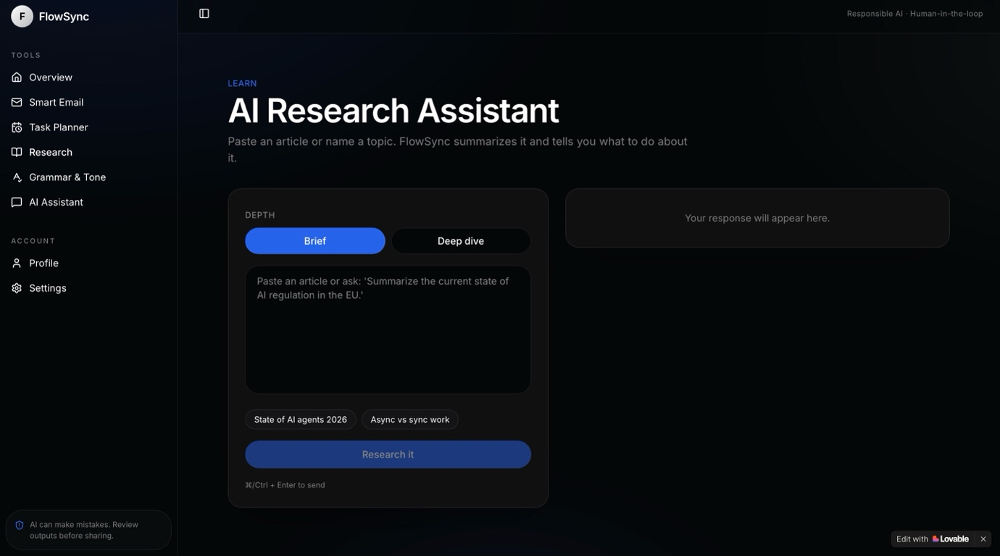 F FlowSync
TOOLS
Overview
Smart Email
Task Planner
Research
Grammar & Tone
AI Assistant
ACCOUNT
Profile
Settings
AI can make mistakes. Review
outputs before sharing.
Responsible AI · Human-in-the-loop
LEARN
AI Research Assistant
Paste an article or name a topic. FlowSync summarizes it and tells you what to do about
it.
DEPTH
Brief Deep dive
Paste an article or ask: 'Summarize the current state of
AI regulation in the EU.'
State of AI agents 2026 Async vs sync work
Research it
⌘/Ctrl + Enter to send
Your response will appear here.
Edit with Lovable ×